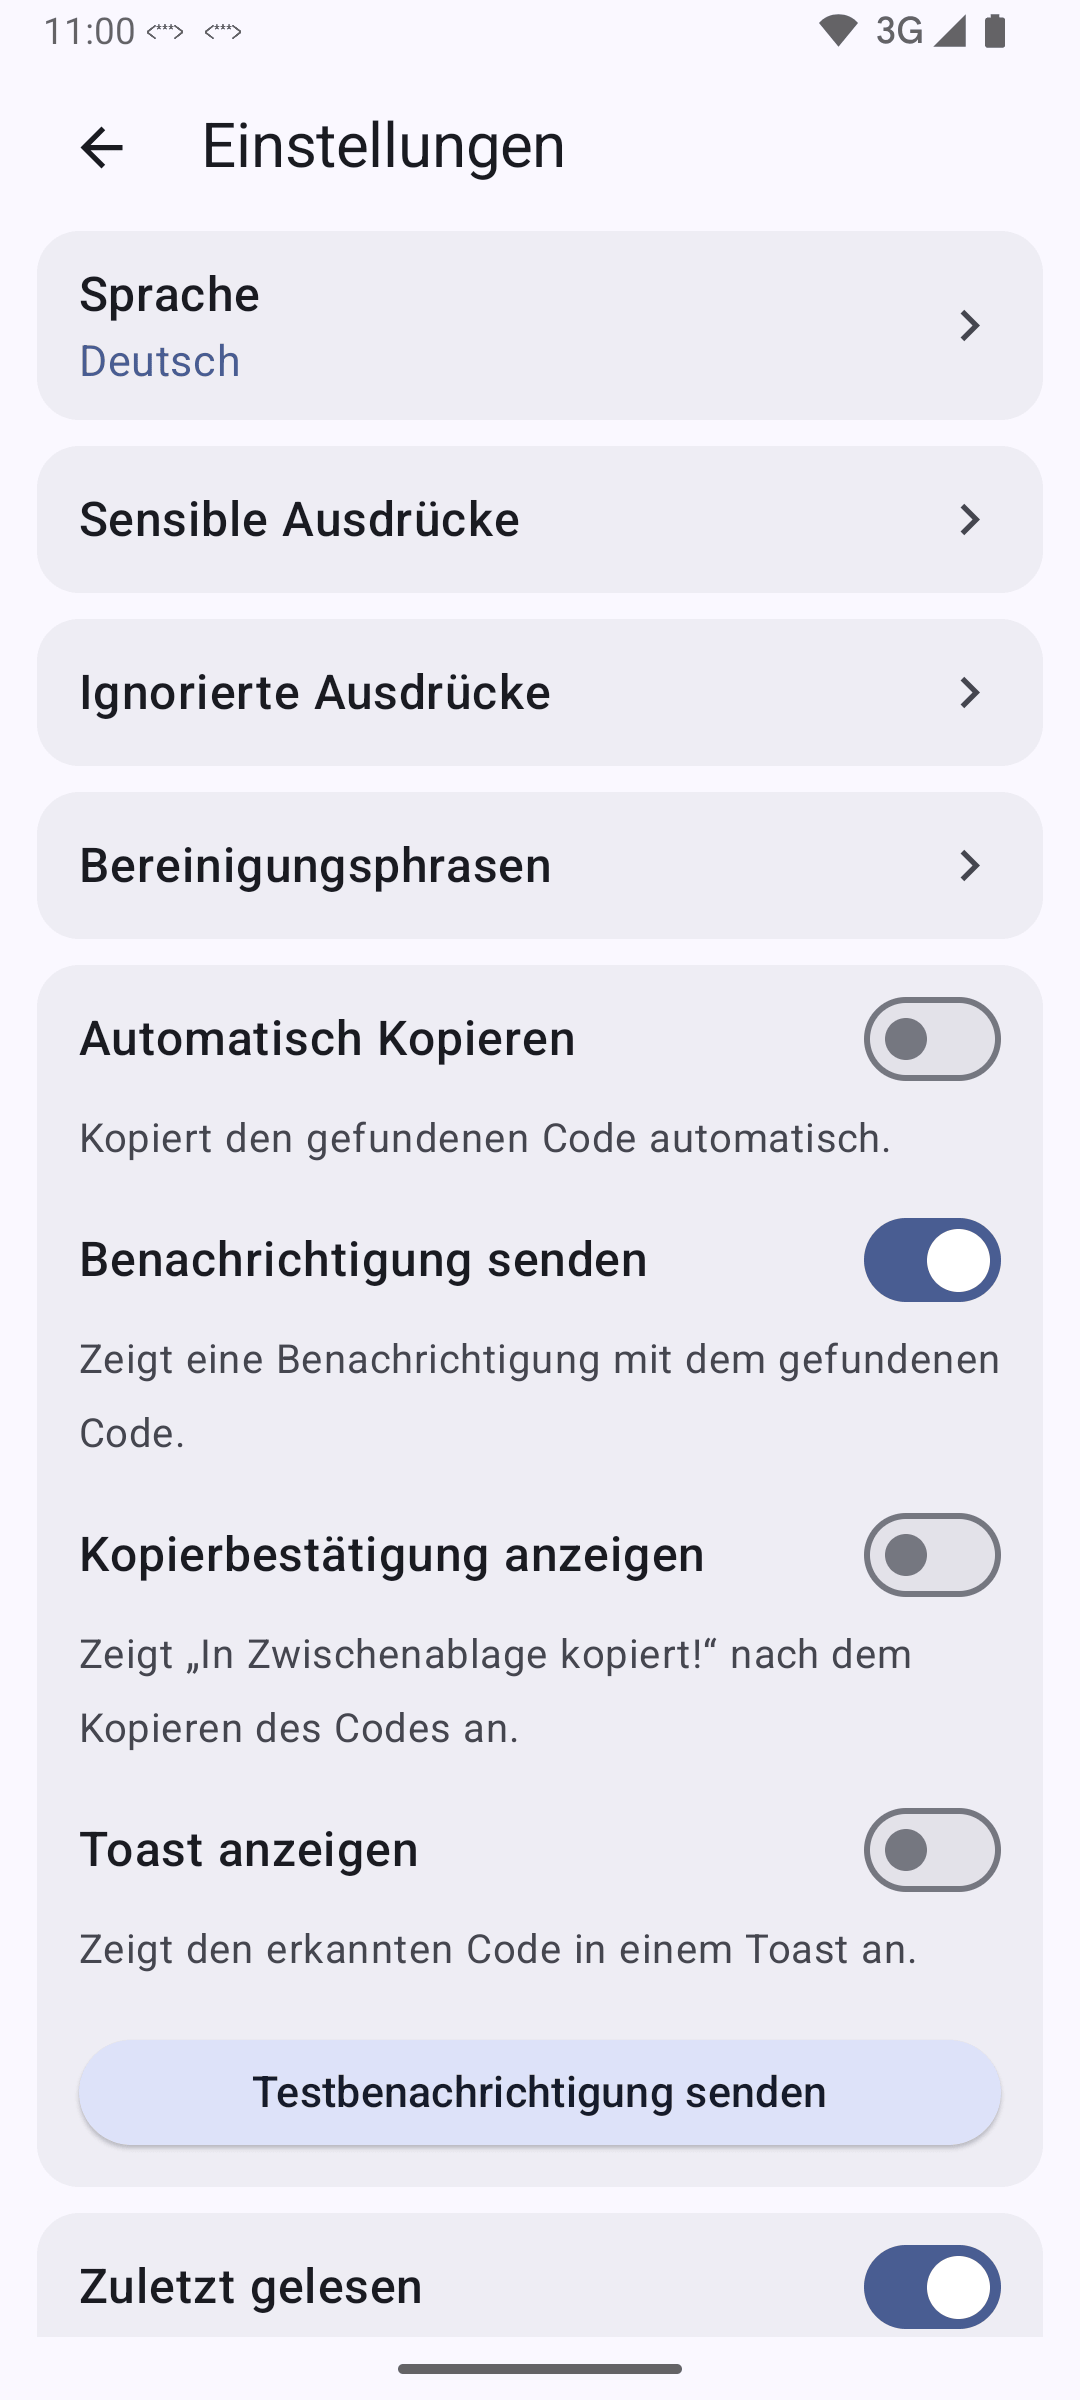 11:00
3G
Einstellungen
Sprache
Deutsch
Sensible Ausdrücke
Ignorierte Ausdrücke
Bereinigungsphrasen
Automatisch Kopieren
Kopiert den gefundenen Code automatisch.
Benachrichtigung senden
Zeigt eine Benachrichtigung mit dem gefundenen
Code.
Kopierbestätigung anzeigen
Zeigt „In Zwischenablage kopiert!“ nach dem
Kopieren des Codes an.
Toast anzeigen
Zeigt den erkannten Code in einem Toast an.
Testbenachrichtigung senden
Zuletzt gelesen